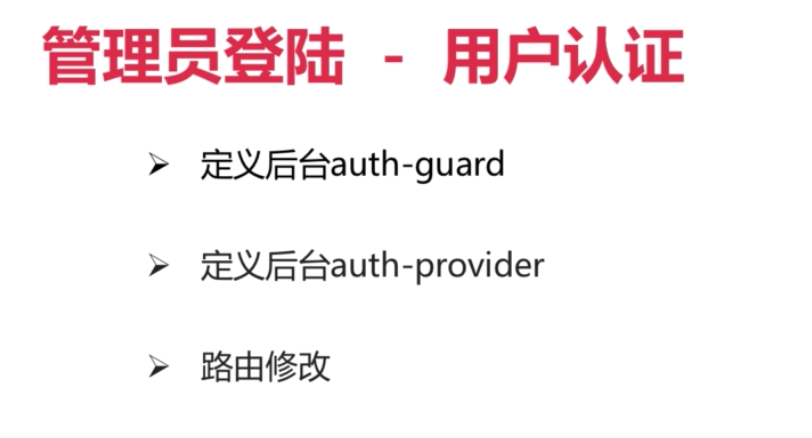 管理员登陆 - 用户认证
➢ 定义后台auth-guard
➢ 定义后台auth-provider
➢ 路由修改